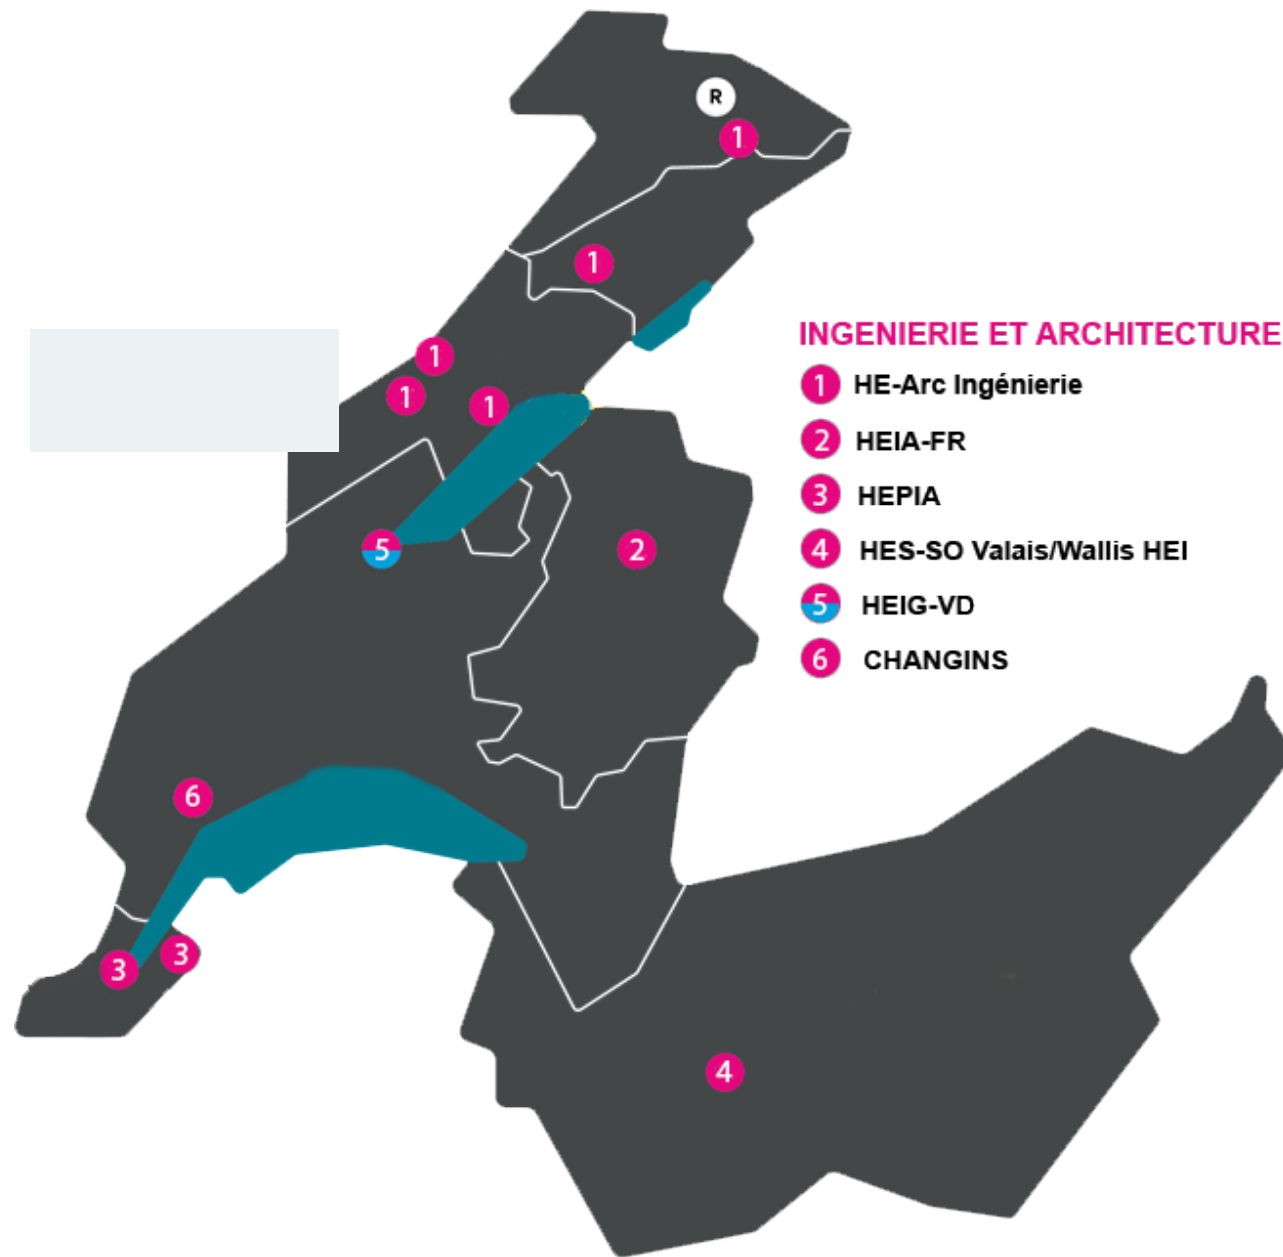 R
1
1
1
1
1
INGENIERIE ET ARCHITECTURE
1 HE-Arc Ingénierie
2 HEIA-FR
3 HEPIA
4 HES-SO Valais/Wallis HEI
5 HEIG-VD
6 CHANGINS
5
2
6
3
3
4